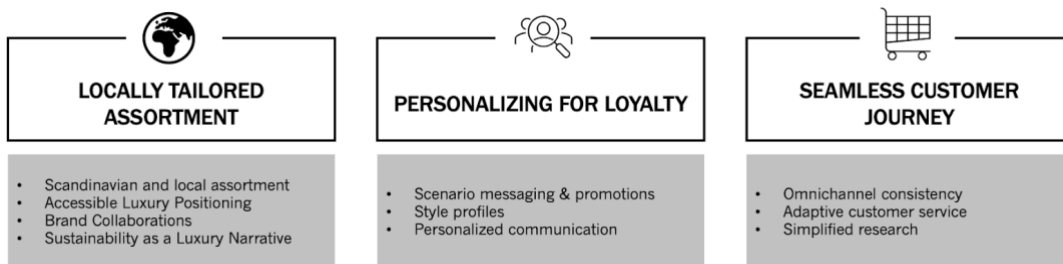 LOCALLY TAILORED
ASSORTMENT
• Scandinavian and local assortment
• Accessible Luxury Positioning
• Brand Collaborations
• Sustainability as a Luxury Narrative
PERSONALIZING FOR LOYALTY
• Scenario messaging & promotions
• Style profiles
• Personalized communication
SEAMLESS CUSTOMER
JOURNEY
• Omnichannel consistency
• Adaptive customer service
• Simplified research